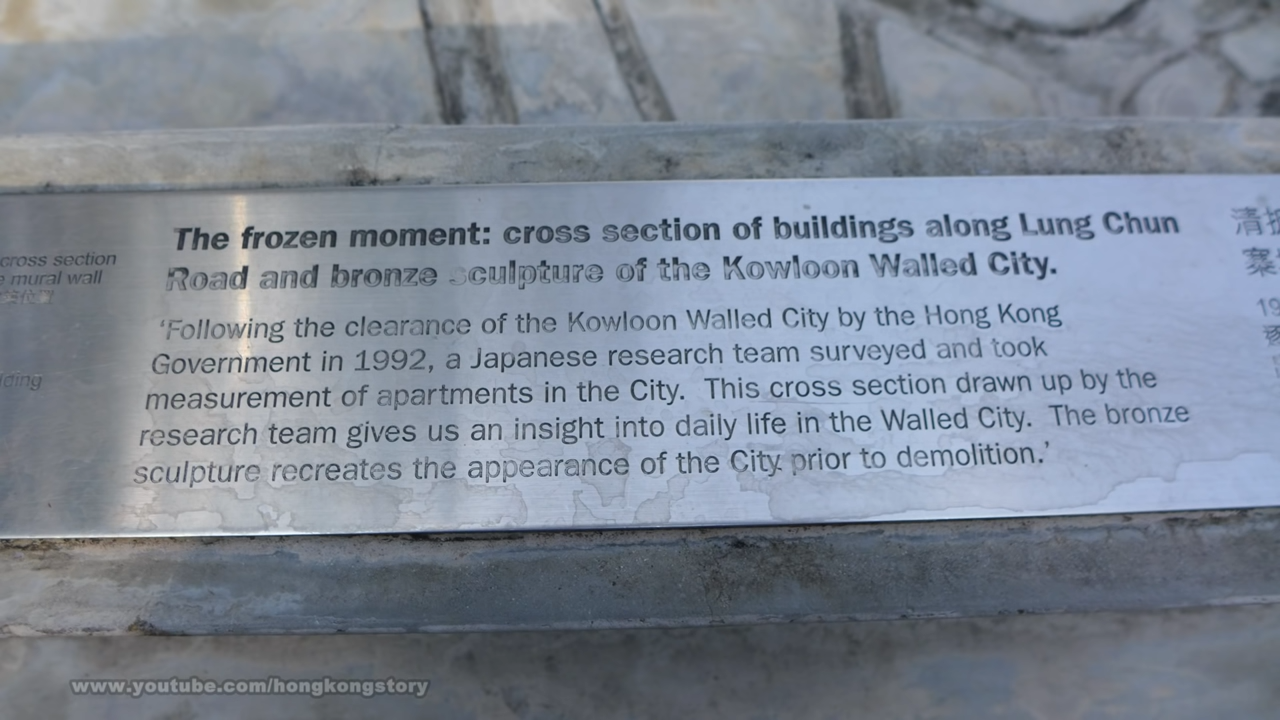 The frozen moment: cross section of buildings along Lung Chun
Road and bronze sculpture of the Kowloon Walled City.
'Following the clearance of the Kowloon Walled City by the Hong Kong
Government in 1992, a Japanese research team surveyed and took
measurement of apartments in the City. This cross section drawn up by the
research team gives us an insight into daily life in the Walled City. The bronze
sculpture recreates the appearance of the City prior to demolition.'
cross section
mural wall
清
寨
19
www.youtube.com/hongkongstory